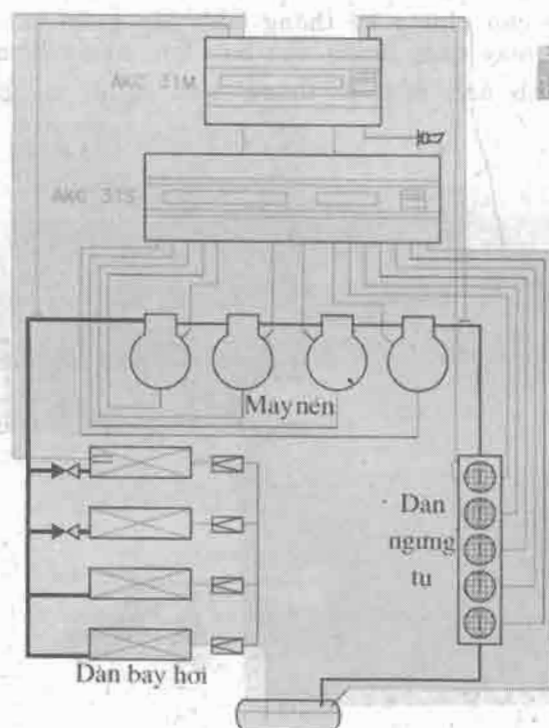 AKC 31M
AKC 31S
Máy nén
Dàn
ngưng
tụ
Dàn bay hơi